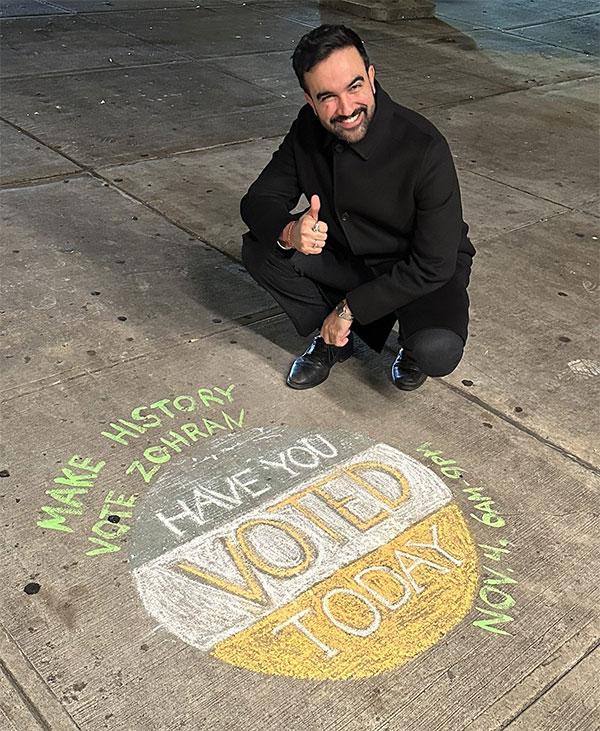 MAKE HISTORY
VOTE ZOHRAN
HAVE YOU
VOTED
TODAY
NOV. 4, 6AM-9PM